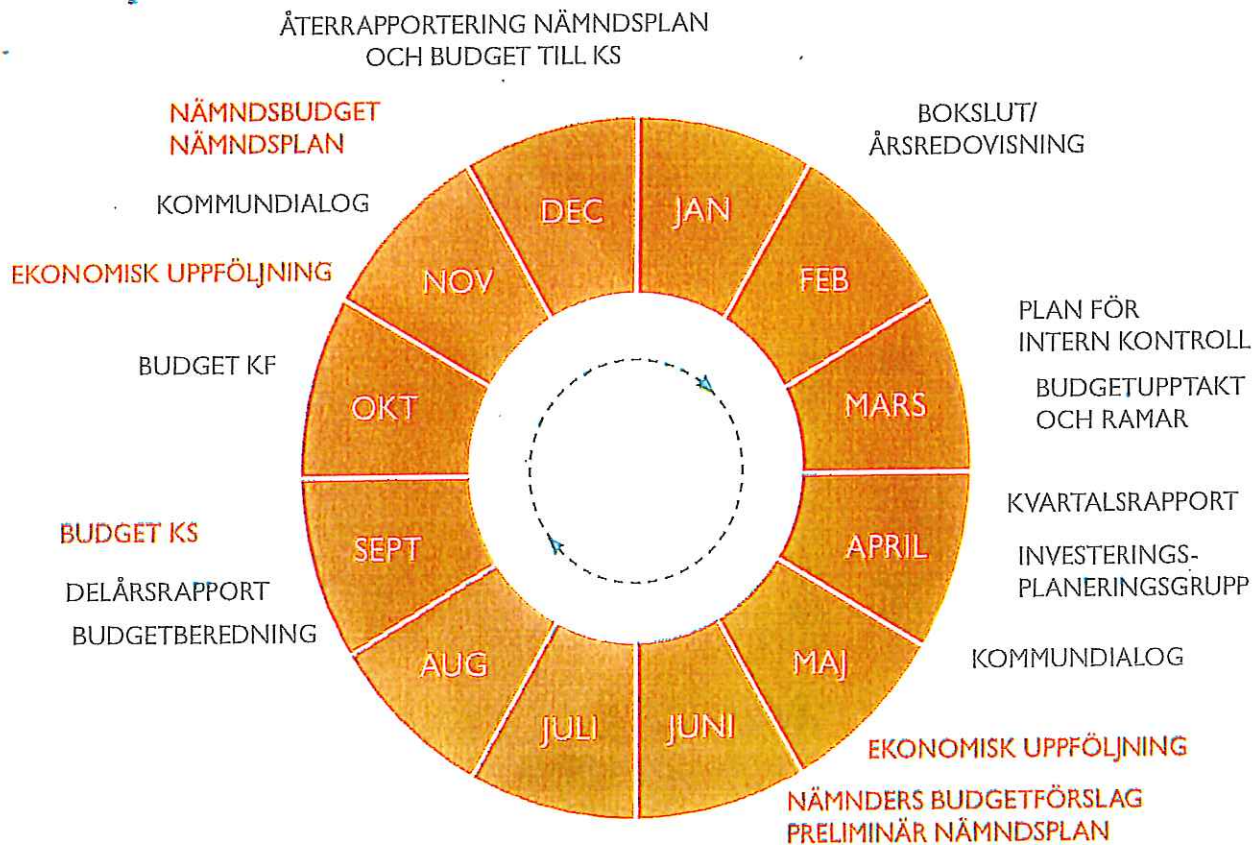 ÅTERRAPPORTERING NÄMNDSPLAN
OCH BUDGET TILL KS
NÄMNDSBUDGET
NÄMNDSPLAN
KOMMUNDIALOG
EKONOMISK UPPFÖLJNING
BUDGET KF
BUDGET KS
DELÅRSRAPPORT
BUDGETBEREDNING
BOKSLUT/
ÅRSREDOVISNING
PLAN FÖR
INTERN KONTROLL
BUDGETUPPTAKT
OCH RAMAR
KVARTALSRAPPORT
INVESTERINGS-
PLANERINGSGRUPP
KOMMUNDIALOG
EKONOMISK UPPFÖLJNING
NÄMNDERS BUDGETFÖRSLAG
PRELIMINÄR NÄMNDSPLAN
JAN
FEB
MARS
APRIL
MAJ
JUNI
JULI
AUG
SEPT
OKT
NOV
DEC